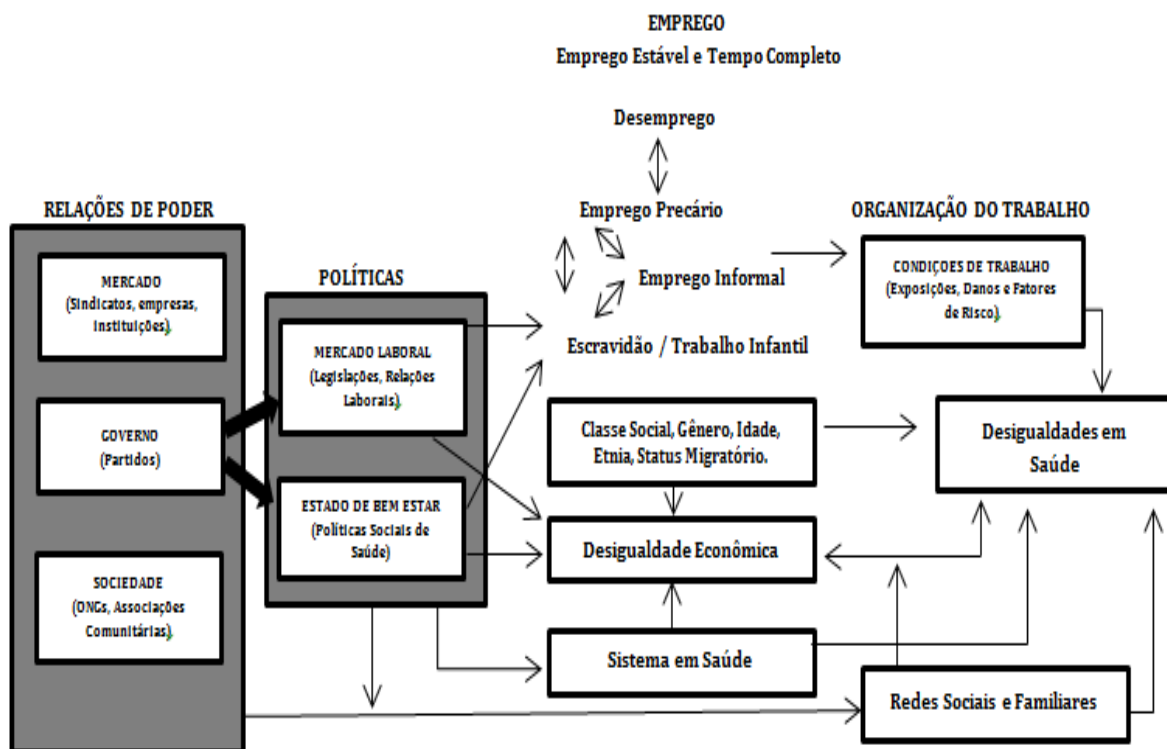 EMPREGO
Emprego Estável e Tempo Completo
Desemprego
RELAÇÕES DE PODER
Emprego Precário
ORGANIZAÇÃO DO TRABALHO
MERCADO
(Sindicatos, empresas,
instituições)
POLÍTICAS
Emprego Informal
CONDIÇOES DE TRABALHO
(Exposições, Danos e Fatores
de Risco)
MERCADO LABORAL
(Legislações, Relações
Laborais)
Escravidão / Trabalho Infantil
GOVERNO
(Partidos)
Classe Social, Gênero, Idade,
Etnia, Status Migratório.
Desigualdades em
Saúde
ESTADO DE BEM ESTAR
(Políticas Sociais de
Saúde)
Desigualdade Econômica
SOCIEDADE
(ONGs, Associações
Comunitárias)
Sistema em Saúde
Redes Sociais e Familiares